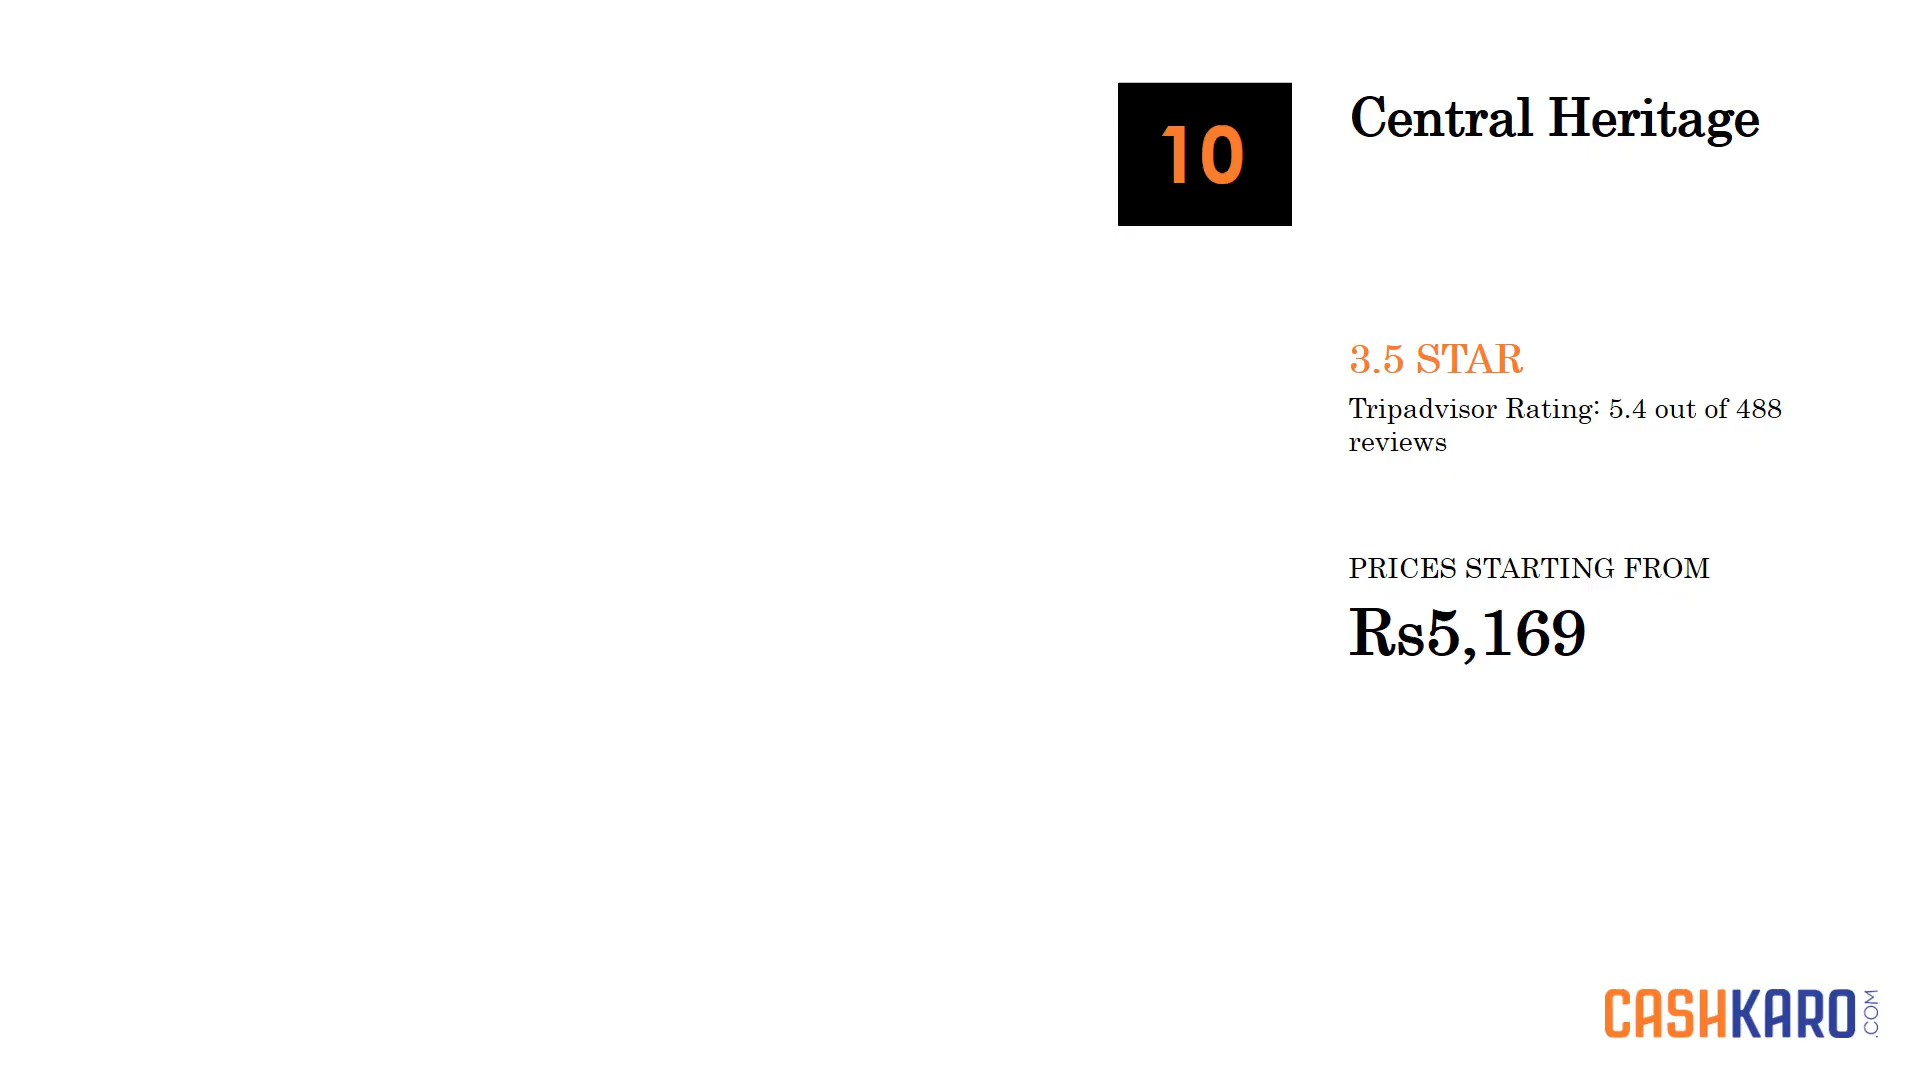 10
Central Heritage
3.5 STAR
Tripadvisor Rating: 5.4 out of 488
reviews
PRICES STARTING FROM
Rs5,169
CASHKARO.COM